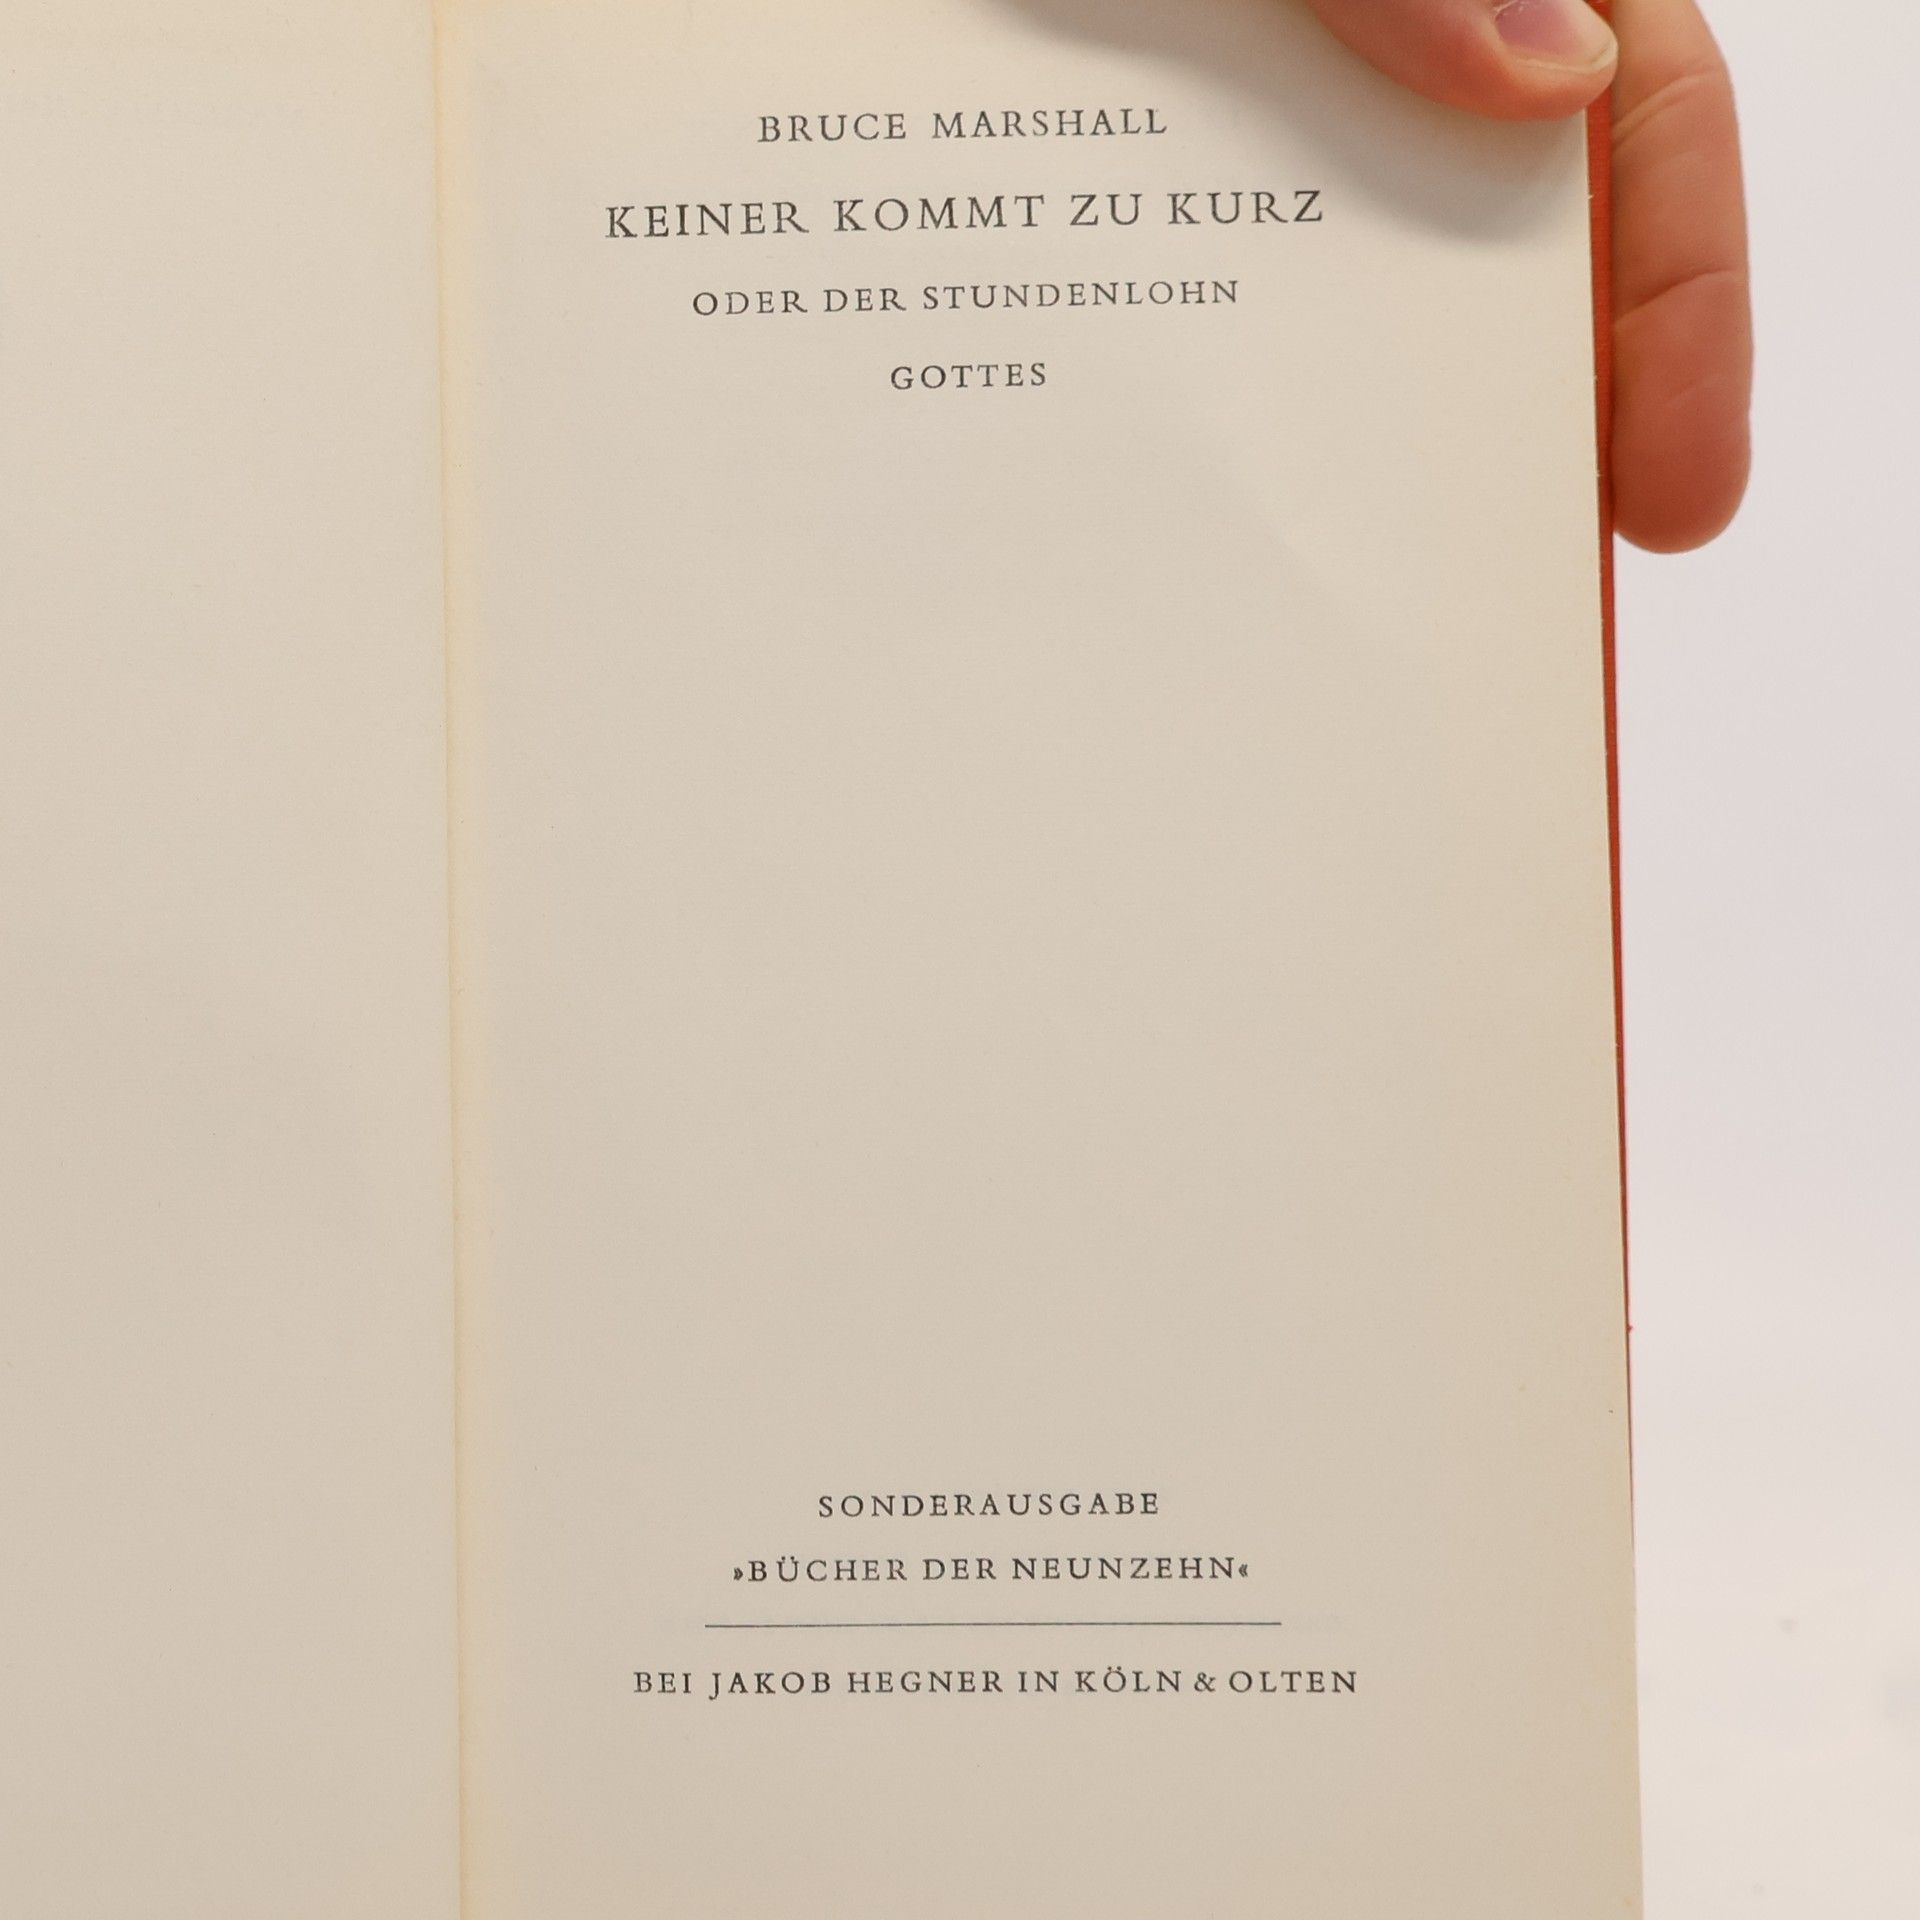 BRUCE MARSHALL
KEINER KOMMT ZU KURZ
ODER DER STUNDENLOHN
GOTTES
SONDERAUSGABE
»BÜCHER DER NEUNZEHN«
BEI JAKOB HEGNER IN KÖLN & OLTEN